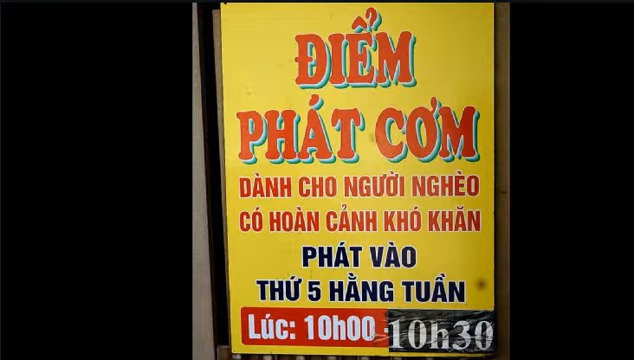 ĐIỂM
PHÁT CƠM
DÀNH CHO NGƯỜI NGHÈO
CÓ HOÀN CẢNH KHÓ KHĂN
PHÁT VÀO
THỨ 5 HẰNG TUẦN
Lúc: 10h00 - 10h30